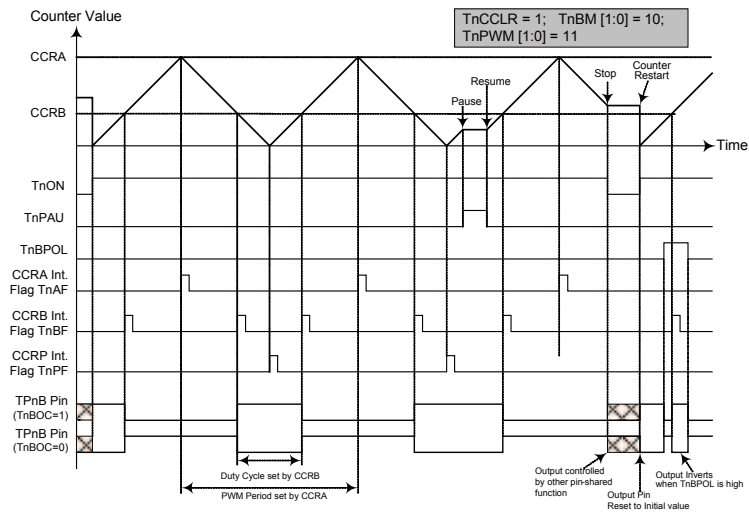 Counter Value
TnCCLR = 1; TnBM [1:0] = 10;
TnPWM [1:0] = 11
CCRA
CCRB
Pause
Resume
Stop
Counter
Restart
Time
TnON
TnPAU
TnBPOL
CCRA Int.
Flag TnAF
CCRB Int.
Flag TnBF
CCRP Int.
Flag TnPF
TPnB Pin
(TnBOC=1)
TPnB Pin
(TnBOC=0)
Duty Cycle set by CCRB
PWM Period set by CCRA
Output controlled
by other pin-shared
function
Output Pin
Reset to Initial value
Output Inverts
when TnBPOL is high